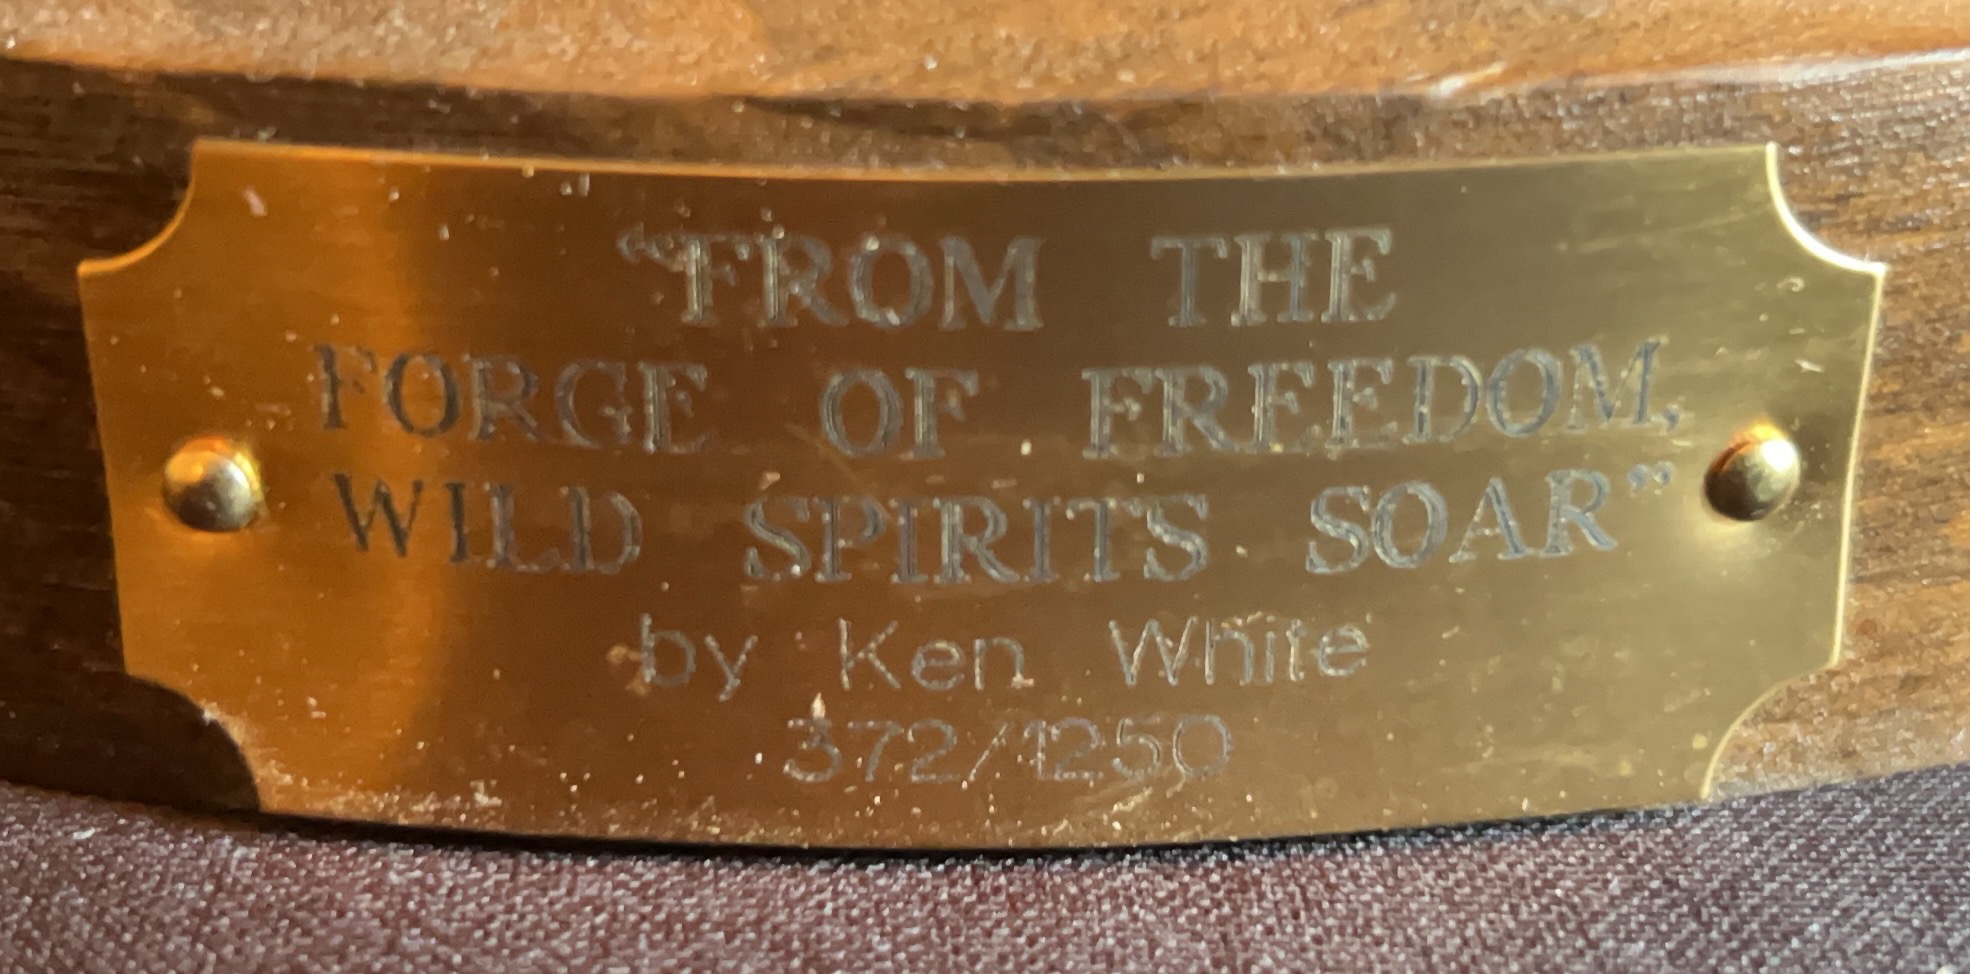 “FROM THE
FORGE OF FREEDOM,
WILD SPIRITS SOAR”
by Ken White
372/1250